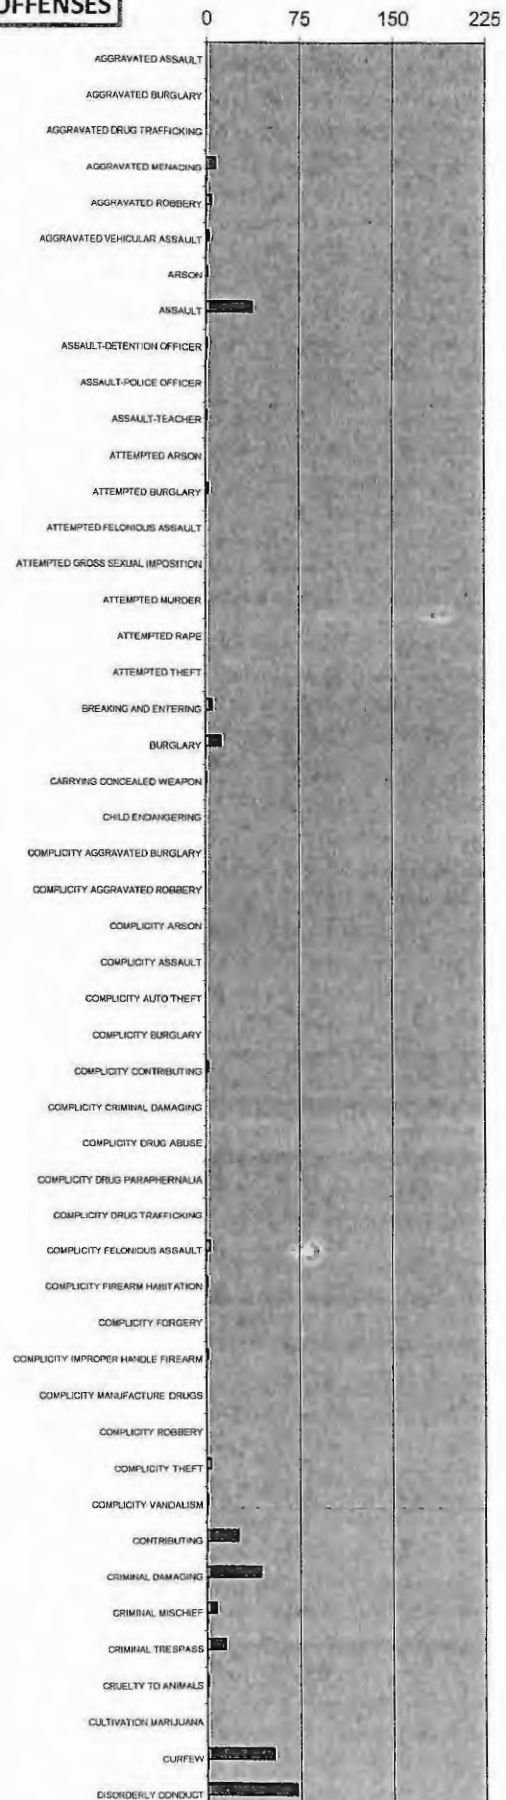 OFFENSES
0 75 150 225
AGGRAVATED ASSAULT
AGGRAVATED BURGLARY
AGGRAVATED DRUG TRAFFICKING
AGGRAVATED MENACING
AGGRAVATED ROBBERY
AGGRAVATED VEHICULAR ASSAULT
ARSON
ASSAULT
ASSAULT-DETENTION OFFICER
ASSAULT-POLICE OFFICER
ASSAULT-TEACHER
ATTEMPTED ARSON
ATTEMPTED BURGLARY
ATTEMPTED FELONIOUS ASSAULT
ATTEMPTED GROSS SEXUAL IMPOSITION
ATTEMPTED MURDER
ATTEMPTED RAPE
ATTEMPTED THEFT
BREAKING AND ENTERING
BURGLARY
CARRYING CONCEALED WEAPON
CHILD ENDANGERING
COMPLICITY AGGRAVATED BURGLARY
COMPLICITY AGGRAVATED ROBBERY
COMPLICITY ARSON
COMPLICITY ASSAULT
COMPLICITY AUTO THEFT
COMPLICITY BURGLARY
COMPLICITY CONTRIBUTING
COMPLICITY CRIMINAL DAMAGING
COMPLICITY DRUG ABUSE
COMPLICITY DRUG PARAPHERNALIA
COMPLICITY DRUG TRAFFICKING
COMPLICITY FELONIOUS ASSAULT
COMPLICITY FIREARM HABITATION
COMPLICITY FORGERY
COMPLICITY IMPROPER HANDLE FIREARM
COMPLICITY MANUFACTURE DRUGS
COMPLICITY ROBBERY
COMPLICITY THEFT
COMPLICITY VANDALISM
CONTRIBUTING
CRIMINAL DAMAGING
CRIMINAL MISCHIEF
CRIMINAL TRESPASS
CRUELTY TO ANIMALS
CULTIVATION MARIJUANA
CURFEW
DISORDERLY CONDUCT